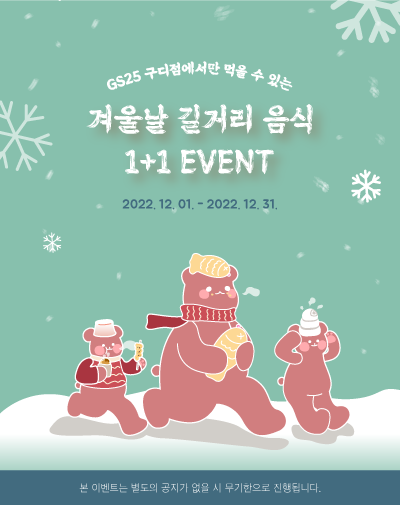 GS25 구디점에서만 먹을 수 있는
겨울날 길거리 음식
1+1 EVENT
2022. 12. 01. - 2022. 12. 31.
본 이벤트는 별도의 공지가 없을 시 무기한으로 진행됩니다.